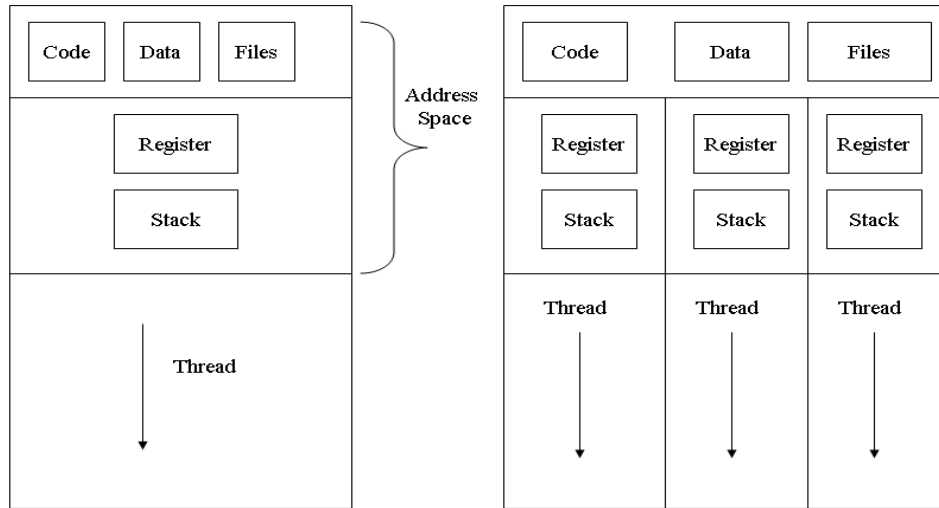 Code Data Files
Address
Space
Register
Stack
Thread
Code Data Files
Register Register Register
Stack Stack Stack
Thread Thread Thread